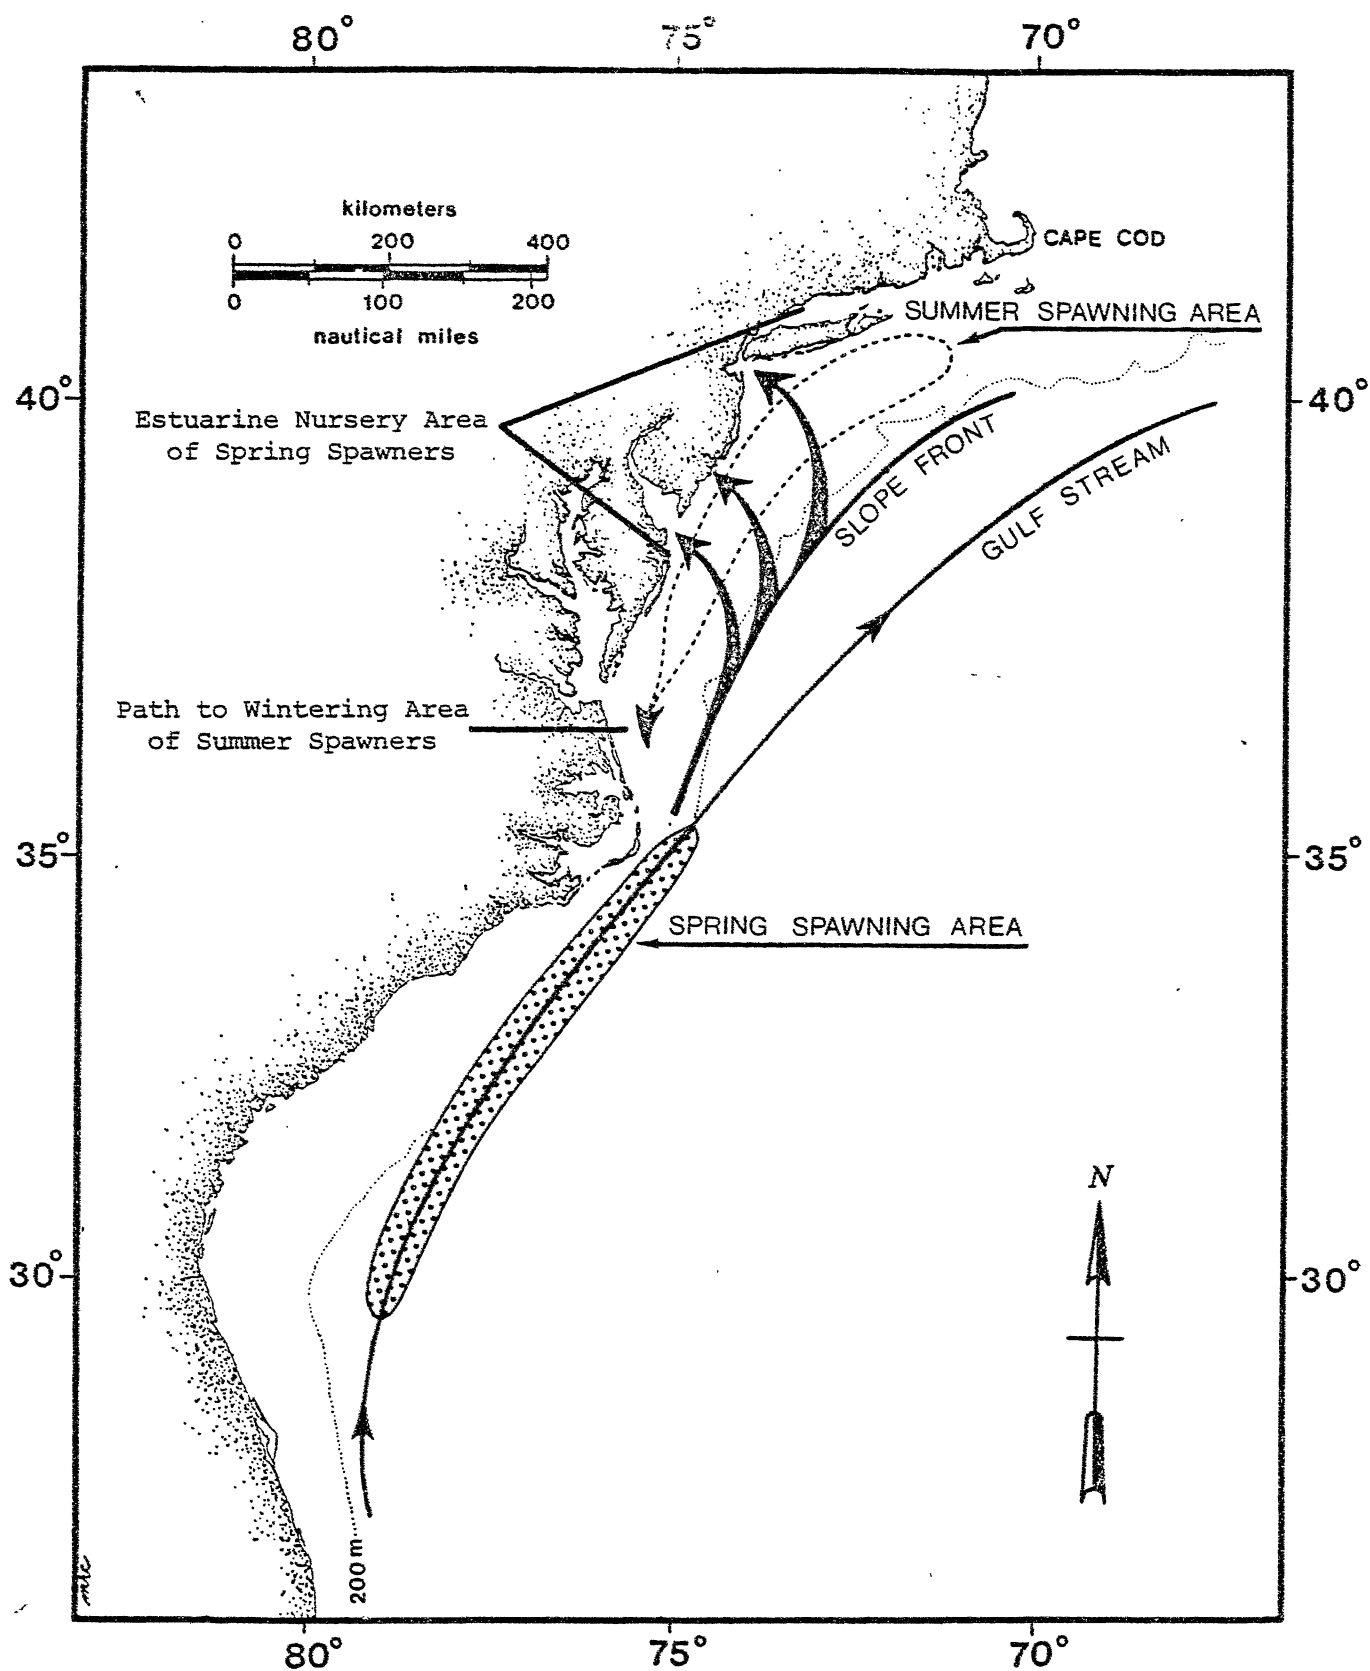 80° 75° 70°
kilometers
0 200 400
0 100 200
nautical miles
CAPE COD
SUMMER SPAWNING AREA
40° 40°
Estuarine Nursery Area
of Spring Spawners
SLOPE FRONT
GULF STREAM
Path to Wintering Area
of Summer Spawners
35° 35°
SPRING SPAWNING AREA
N
30° 30°
200 m
80° 75° 70°